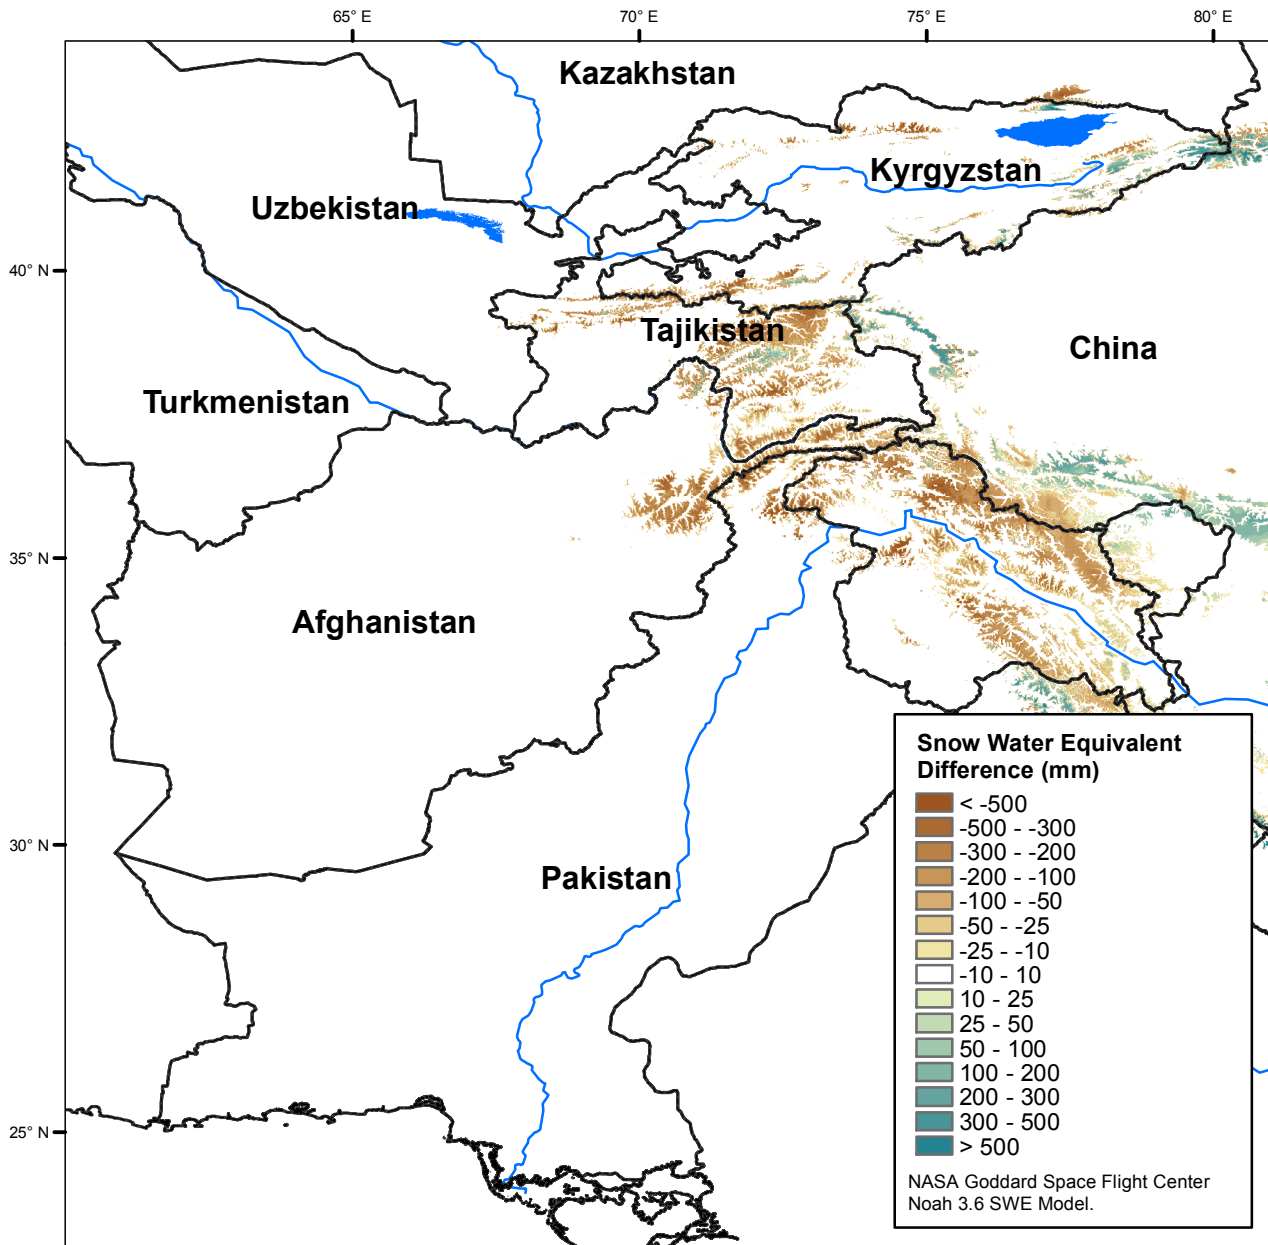 65° E
70° E
75° E
80° E
Kazakhstan
Kyrgyzstan
Uzbekistan
40° N
Tajikistan
China
Turkmenistan
35° N
Afghanistan
30° N
Pakistan
25° N
Snow Water Equivalent
Difference (mm)
< -500
-500 - -300
-300 - -200
-200 - -100
-100 - -50
-50 - -25
-25 - -10
-10 - 10
10 - 25
25 - 50
50 - 100
100 - 200
200 - 300
300 - 500
> 500
NASA Goddard Space Flight Center
Noah 3.6 SWE Model.